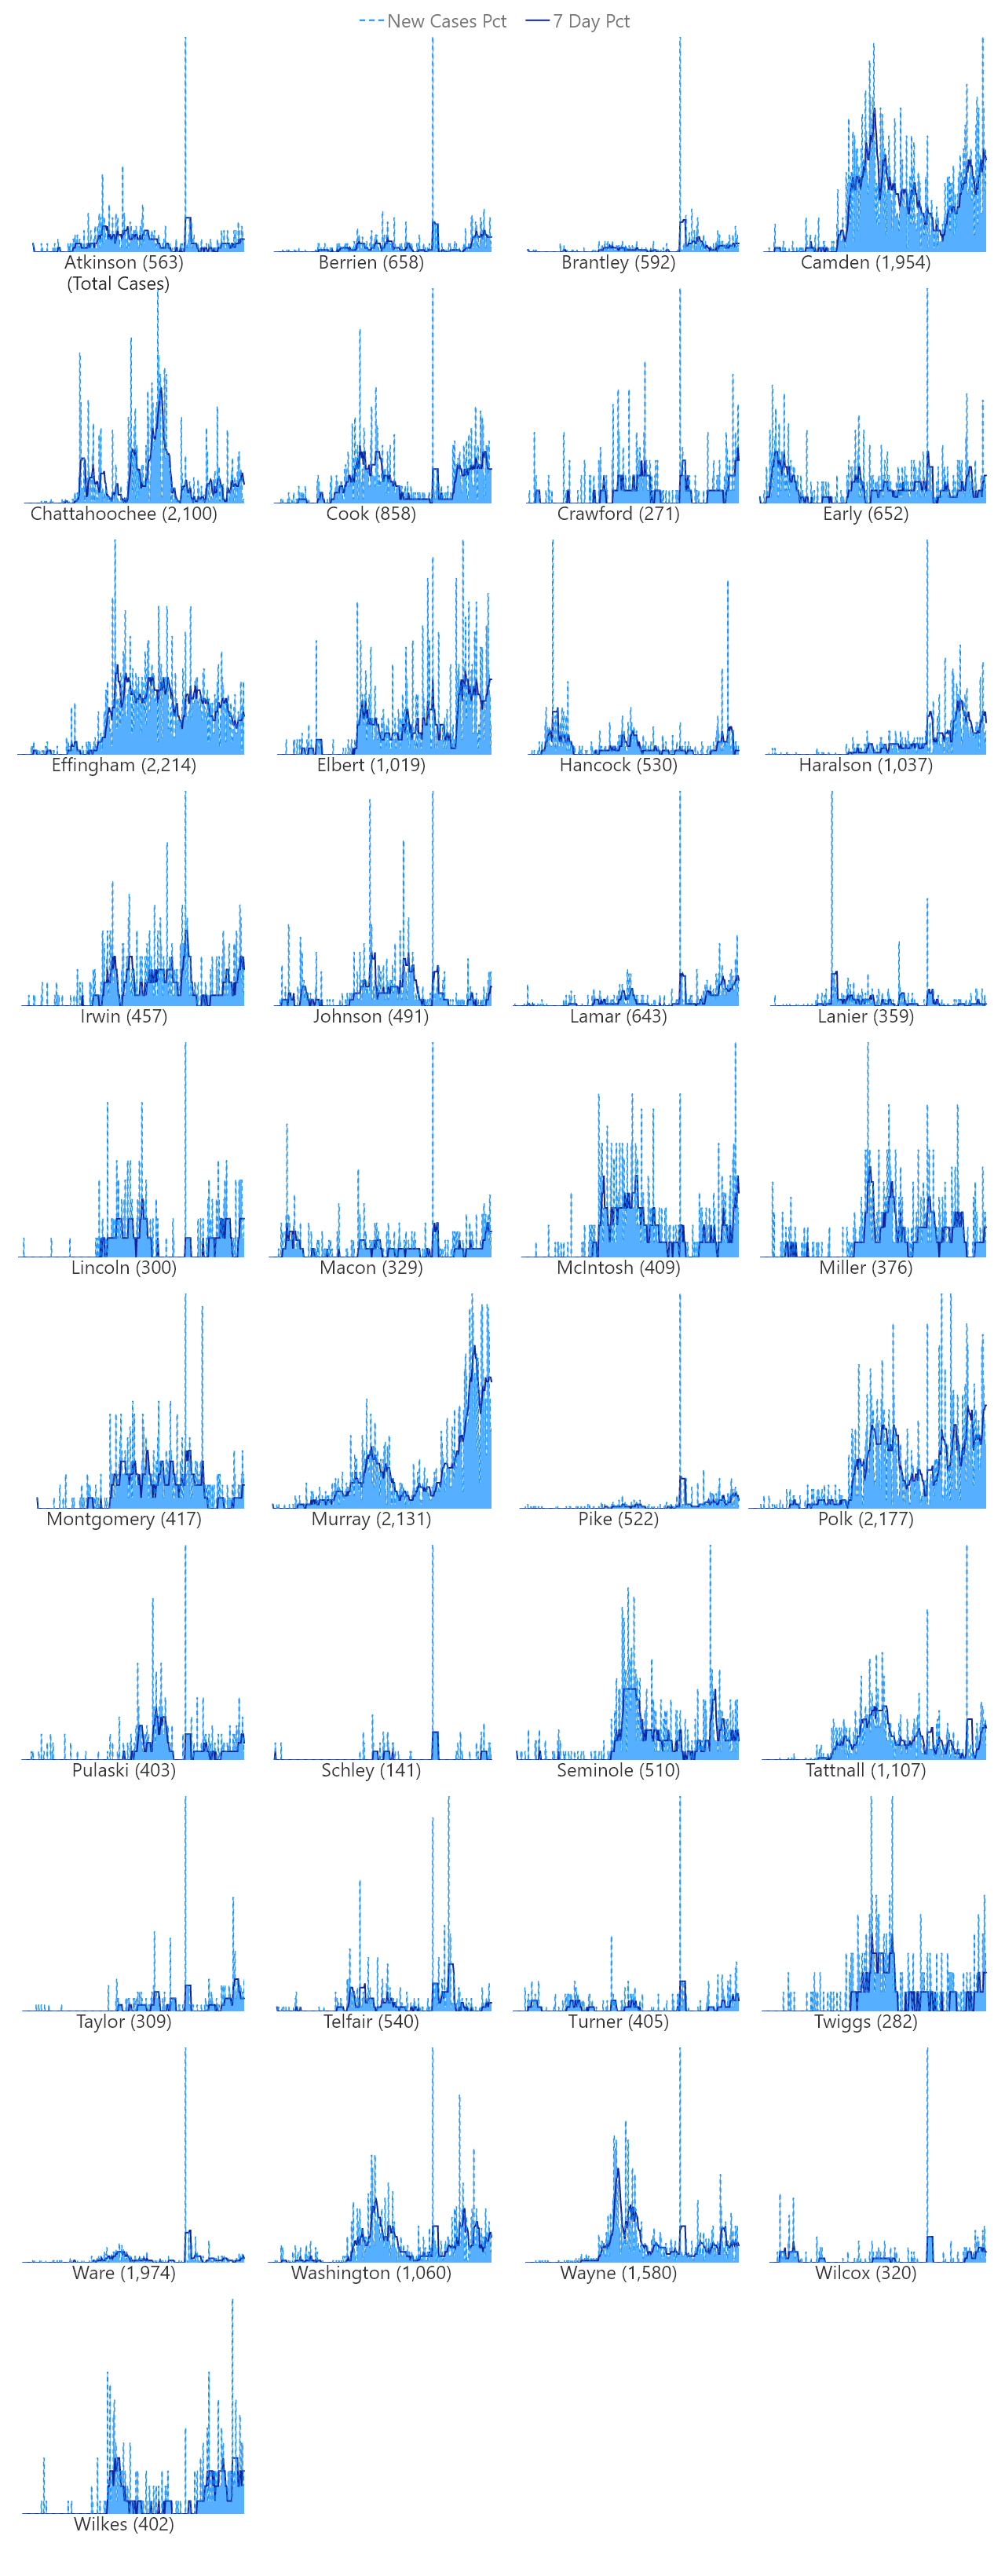 New Cases Pct 7 Day Pct
Atkinson (563) Berrien (658) Brantley (592) Camden (1,954)
(Total Cases)
Chattahoochee (2,100) Cook (858) Crawford (271) Early (652)
Effingham (2,214) Elbert (1,019) Hancock (530) Haralson (1,037)
Irwin (457) Johnson (491) Lamar (643) Lanier (359)
Lincoln (300) Macon (329) McIntosh (409) Miller (376)
Montgomery (417) Murray (2,131) Pike (522) Polk (2,177)
Pulaski (403) Schley (141) Seminole (510) Tattnall (1,107)
Taylor (309) Telfair (540) Turner (405) Twiggs (282)
Ware (1,974) Washington (1,060) Wayne (1,580) Wilcox (320)
Wilkes (402)